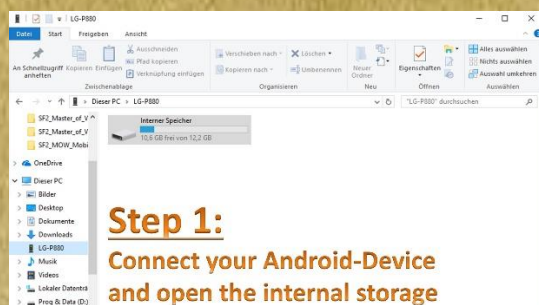 LG-P880
Datei Start Freigeben Ansicht
An Schnellzugriff anheften
Kopieren
Einfügen
Ausschneiden
Pfad kopieren
Verknüpfung einfügen
Zwischenablage
Verschieben nach
Kopieren nach
Löschen
Umbenennen
Organisieren
Neuer Ordner
Neu
Eigenschaften
Öffnen
Alles auswählen
Nichts auswählen
Auswahl umkehren
Auswählen
Dieser PC > LG-P880
"LG-P880" durchsuchen
SF2_Master_of_V
SF2_Master_of_V
SF2_MOW_Mobi
OneDrive
Dieser PC
Bilder
Desktop
Dokumente
Downloads
LG-P880
Musik
Videos
Lokaler Datenträ
Prog & Data (D:)
Interner Speicher
10,6 GB frei von 12,2 GB
Step 1:
Connect your Android-Device
and open the internal storage